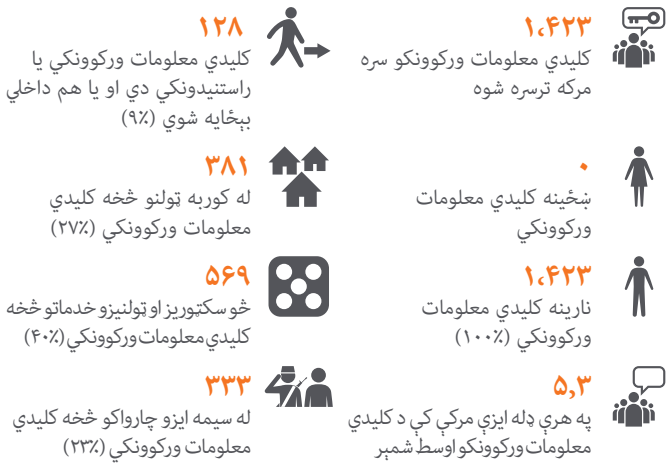 ۱،۴۲۳
کلیدي معلومات ورکوونکو سره
مرکه ترسره شوه
۰
ښځینه کلیدي معلومات
ورکوونکي
۱،۴۲۳
نارینه کلیدي معلومات
ورکوونکي (۱۰۰٪)
۵,۳
په هرې ډله ایزې مرکې کې د کلیدي
معلومات ورکوونکو اوسط شمېر
۱۲۸
کلیدي معلومات ورکوونکي یا
راستنیدونکي دي او یا هم داخلي
بېځایه شوي (۹٪)
۳۸۱
له کوربه ټولنو څخه کلیدي
معلومات ورکوونکي (۲۷٪)
۵۶۹
څو سکټوریز او ټولنیزو خدماتو څخه
کلیدي معلومات ورکوونکي (۴۰٪)
۳۳۳
له سیمه ایزو چارواکو څخه کلیدي
معلومات ورکوونکي (۲۳٪)